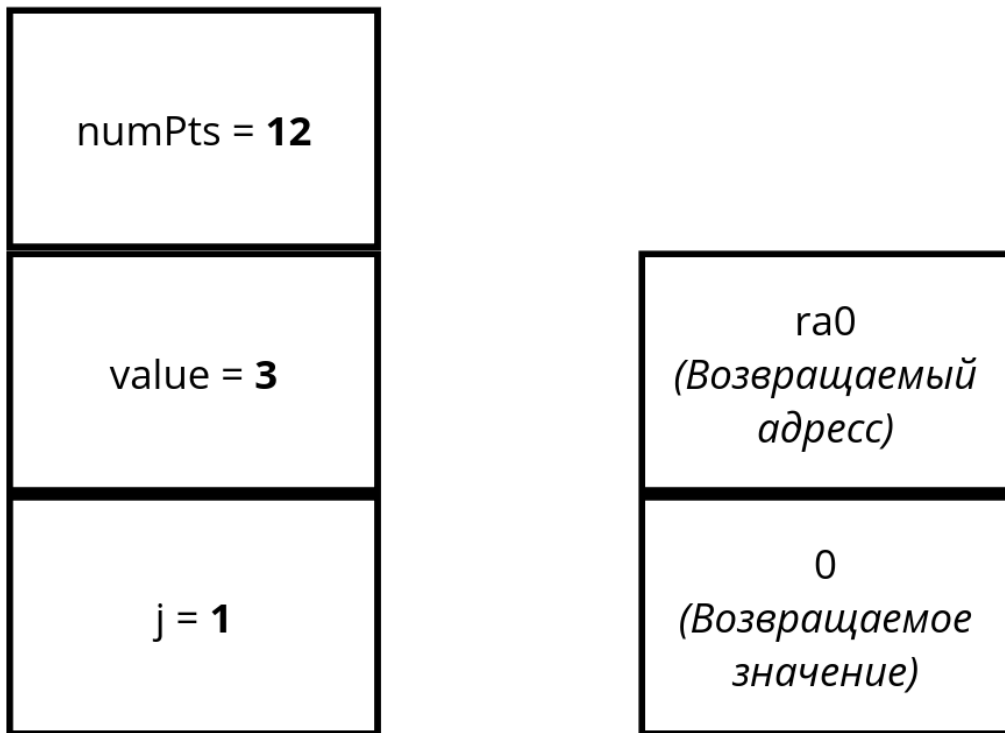 numPts = 12
value = 3
j = 1
ra0
(Возвращаемый
адресс)
0
(Возвращаемое
значение)